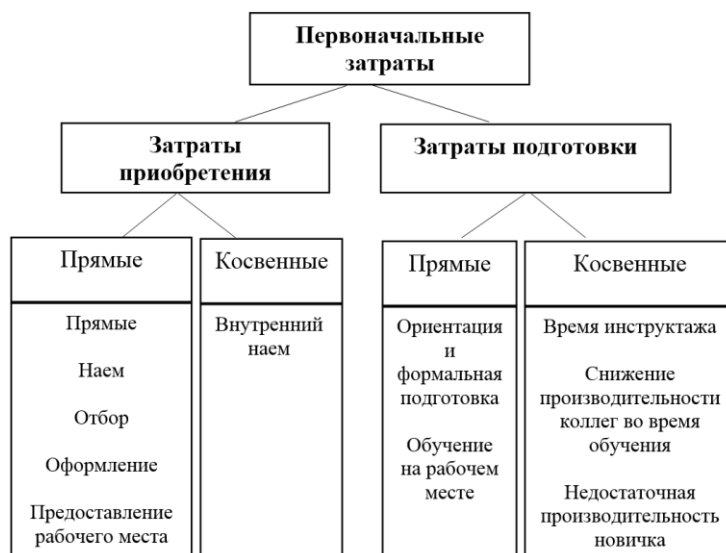 Первоначальные
затраты
Затраты
приобретения
Затраты подготовки
Прямые
Косвенные
Прямые
Косвенные
Прямые
Наем
Отбор
Оформление
Предоставление
рабочего места
Внутренний
наем
Ориентация
и
формальная
подготовка
Обучение
на рабочем
месте
Время инструктажа
Снижение
производительности
коллег во время
обучения
Недостаточная
производительность
новичка